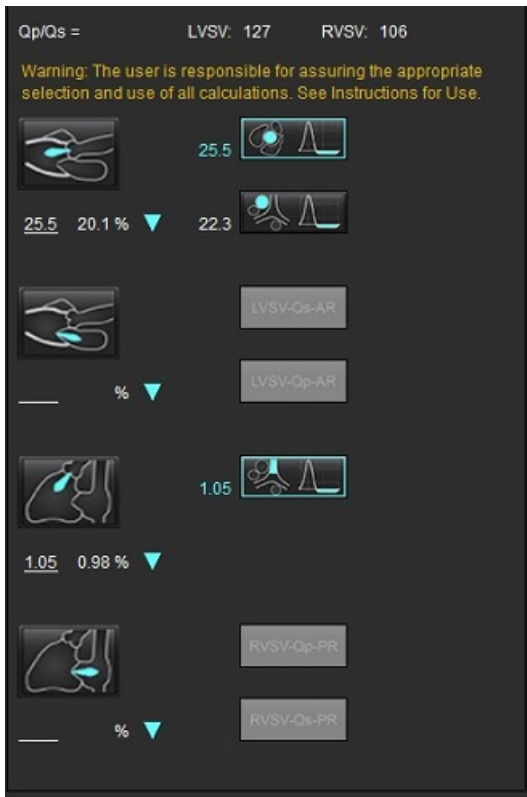 Qp/Qs = LVSV: 127 RVSV: 106
Warning: The user is responsible for assuring the appropriate
selection and use of all calculations. See Instructions for Use.
25.5
25.5 20.1 % 22.3
LVSV-Qs-AR
LVSV-Qp-AR
%
1.05
1.05 0.98 %
RVSV-Qp-PR
RVSV-Qs-PR
%